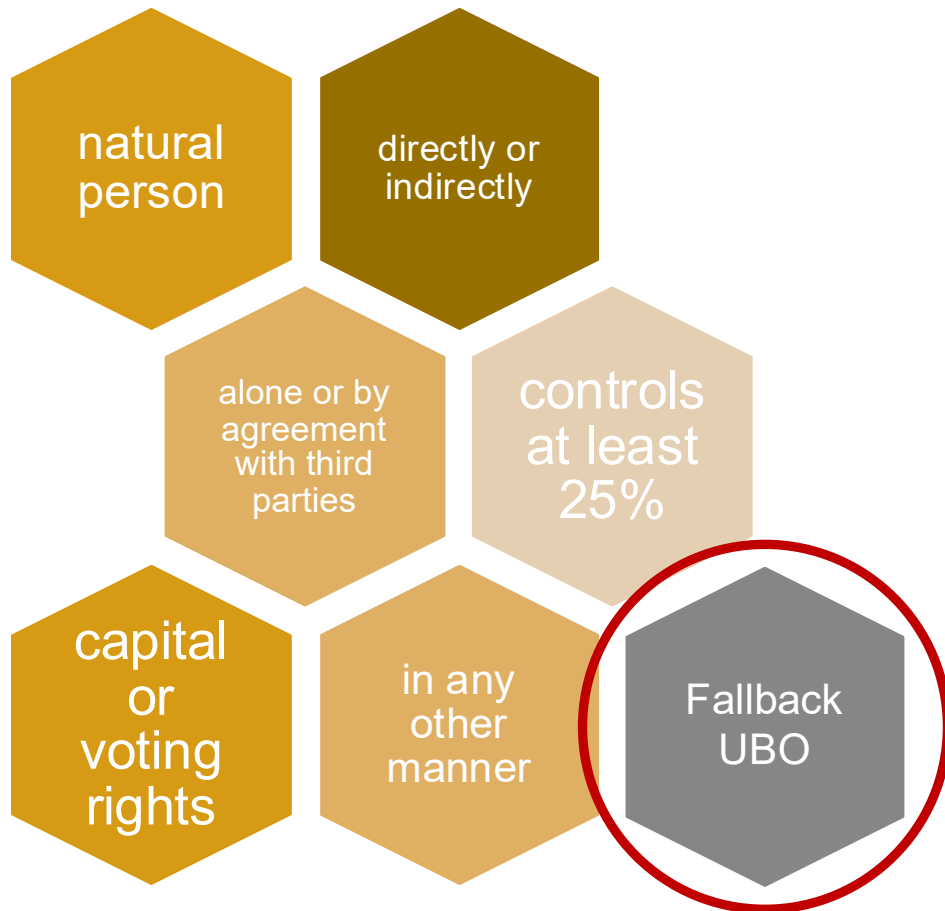 natural
person
directly or
indirectly
alone or by
agreement
with third
parties
controls
at least
25%
capital
or
voting
rights
in any
other
manner
Fallback
UBO